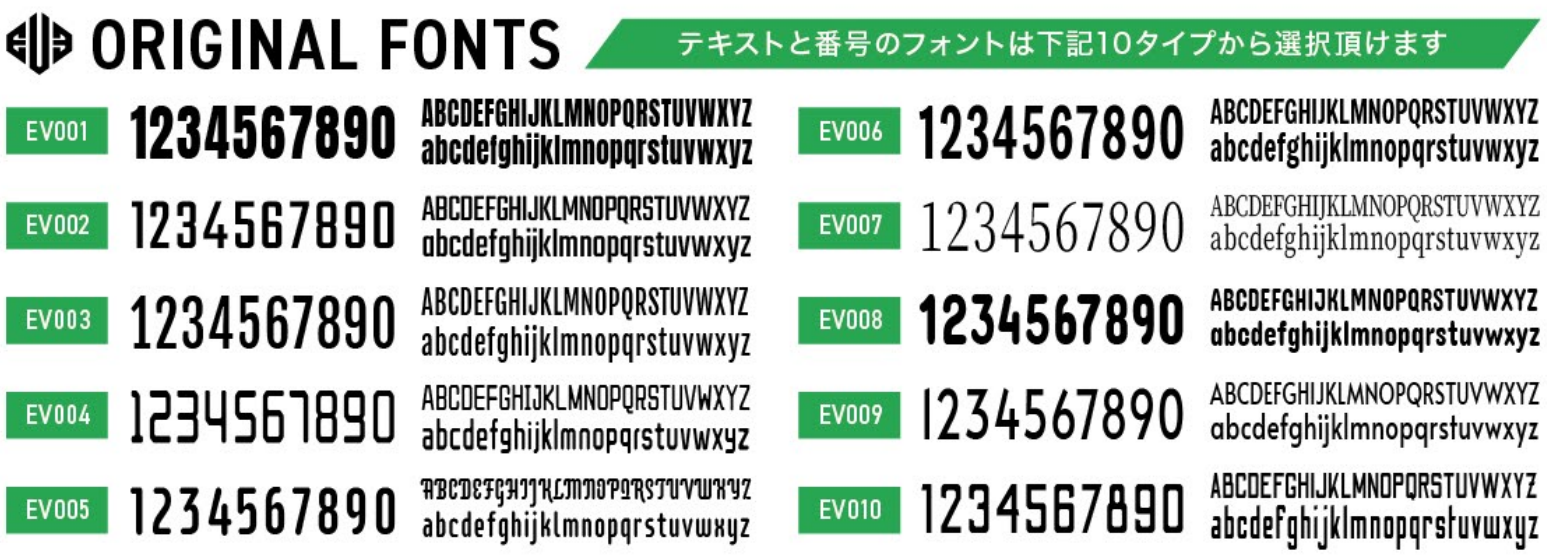 EVE ORIGINAL FONTS
テキストと番号のフォントは下記10タイプから選択頂けます
EV001 1234567890
ABCDEFGHIJKLMNOPQRSTUVWXYZ
abcdefghijklmnopqrstuvwxyz
EV002 1234567890
ABCDEFGHIJKLMNOPQRSTUVWXYZ
abcdefghijklmnopqrstuvwxyz
EV003 1234567890
ABCDEFGHIJKLMNOPQRSTUVWXYZ
abcdefghijklmnopqrstuvwxyz
EV004 1234567890
ABCDEFGHIJKLMNOPQRSTUVWXYZ
abcdefghijklmnopqrstuvwxyz
EV005 1234567890
ABCDEFGHIJKLMNOPQRSTUVWXYZ
abcdefghijklmnopqrstuvwxyz
EV006 1234567890
ABCDEFGHIJKLMNOPQRSTUVWXYZ
abcdefghijklmnopqrstuvwxyz
EV007 1234567890
ABCDEFGHIJKLMNOPQRSTUVWXYZ
abcdefghijklmnopqrstuvwxyz
EV008 1234567890
ABCDEFGHIJKLMNOPQRSTUVWXYZ
abcdefghijklmnopqrstuvwxyz
EV009 1234567890
ABCDEFGHIJKLMNOPQRSTUVWXYZ
abcdefghijklmnopqrstuvwxyz
EV010 1234567890
ABCDEFGHIJKLMNOPQRSTUVWXYZ
abcdefghijklmnopqrstuvwxyz